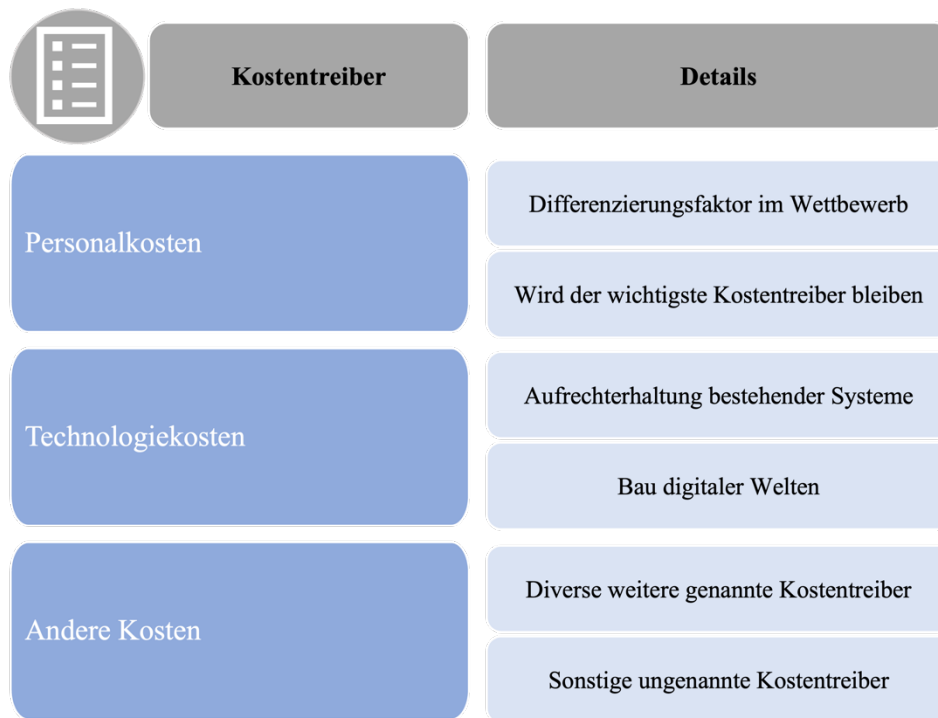 Kostentreiber
Details
Personalkosten
Differenzierungsfaktor im Wettbewerb
Wird der wichtigste Kostentreiber bleiben
Technologiekosten
Aufrechterhaltung bestehender Systeme
Bau digitaler Welten
Andere Kosten
Diverse weitere genannte Kostentreiber
Sonstige ungenannte Kostentreiber